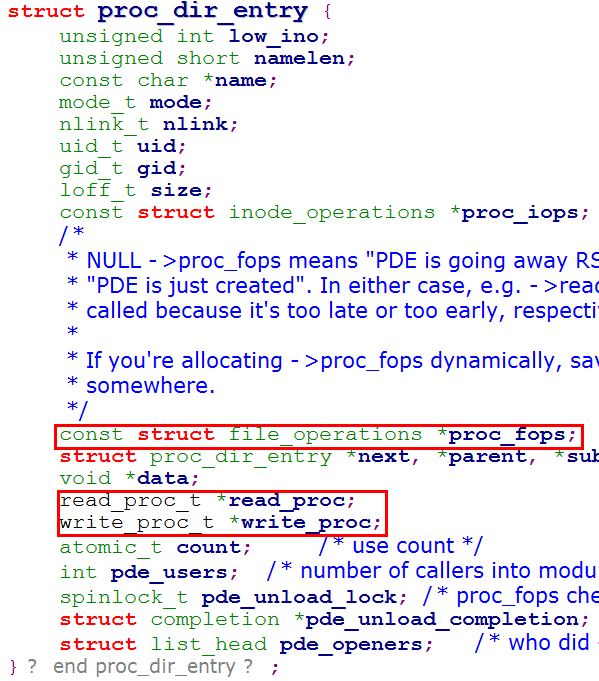 struct proc_dir_entry {
unsigned int low_ino;
unsigned short namelen;
const char *name;
mode_t mode;
nlink_t nlink;
uid_t uid;
gid_t gid;
loff_t size;
const struct inode_operations *proc_iops;
/*
* NULL ->proc_fops means "PDE is going away RS
* "PDE is just created". In either case, e.g. ->read
* called because it's too late or too early, respectiv
*
* If you're allocating ->proc_fops dynamically, sav
* somewhere.
*/
const struct file_operations *proc_fops;
struct proc_dir_entry *next, *parent, *sub
void *data;
read_proc_t *read_proc;
write_proc_t *write_proc;
atomic_t count; /* use count */
int pde_users; /* number of callers into modu
spinlock_t pde_unload_lock; /* proc_fops che
struct completion *pde_unload_completion;
struct list_head pde_openers; /* who did
} ? end proc_dir_entry ? ;